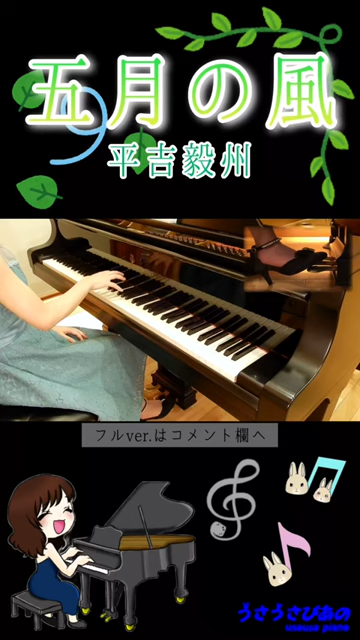 五月の風
平吉毅州
フルver.はコメント欄へ
うさうさぴあの
usausa piano